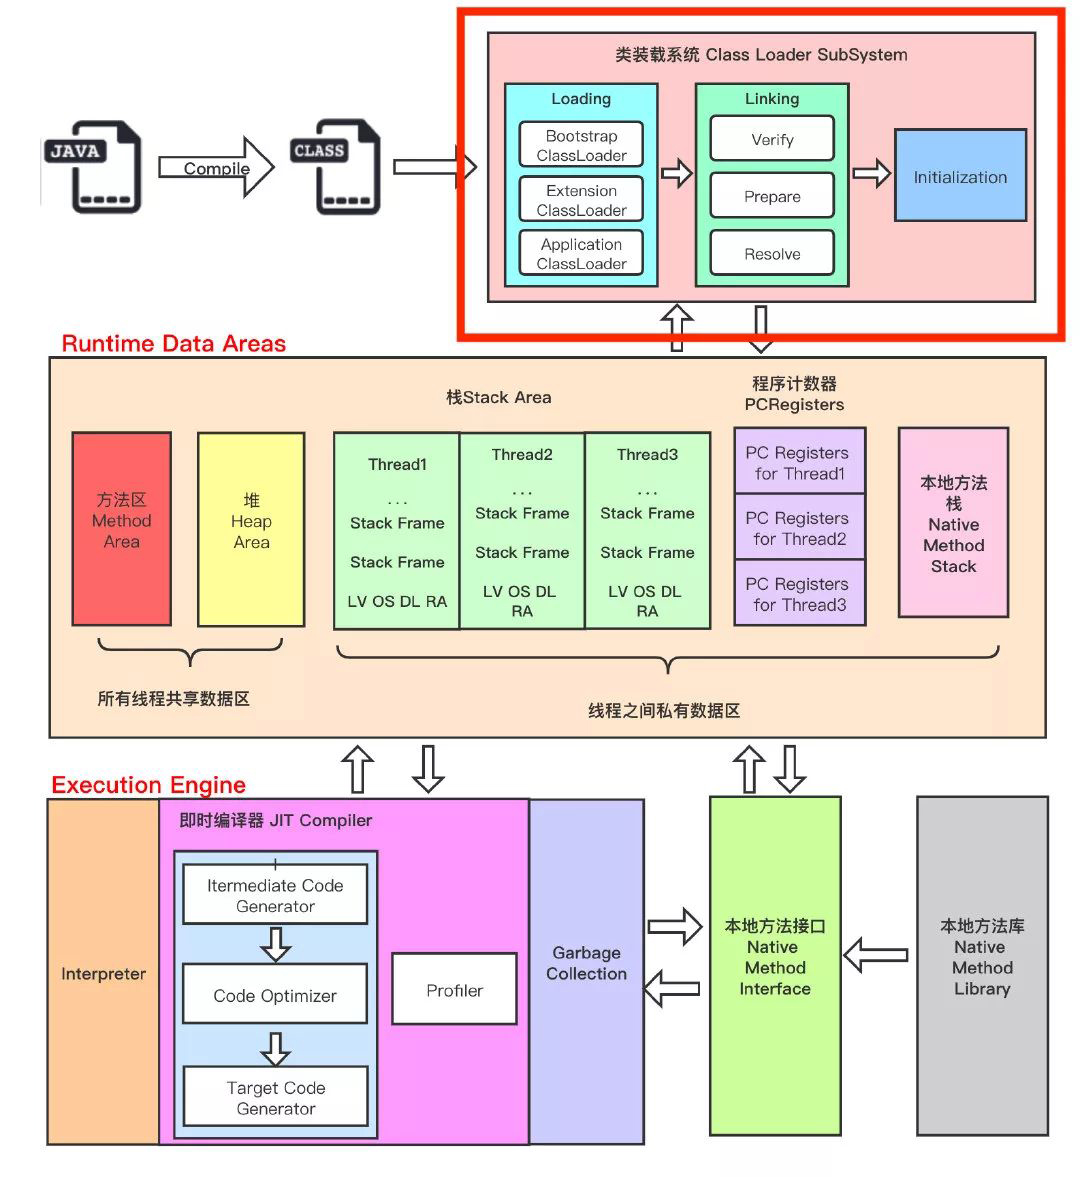 类装载系统 Class Loader SubSystem
JAVA
Compile
CLASS
Loading
Bootstrap
ClassLoader
Extension
ClassLoader
Application
ClassLoader
Linking
Verify
Prepare
Resolve
Initialization
Runtime Data Areas
方法区
Method
Area
堆
Heap
Area
所有线程共享数据区
栈Stack Area
Thread1
...
Stack Frame
Stack Frame
LV OS DL RA
Thread2
...
Stack Frame
Stack Frame
LV OS DL
RA
Thread3
...
Stack Frame
Stack Frame
LV OS DL
RA
程序计数器
PCRegisters
PC Registers
for Thread1
PC Registers
for Thread2
PC Registers
for Thread3
本地方法
栈
Native
Method
Stack
线程之间私有数据区
Execution Engine
Interpreter
即时编译器 JIT Compiler
Itermediate Code
Generator
Code Optimizer
Target Code
Generator
Profiler
Garbage
Collection
本地方法接口
Native
Method
Interface
本地方法库
Native
Method
Library